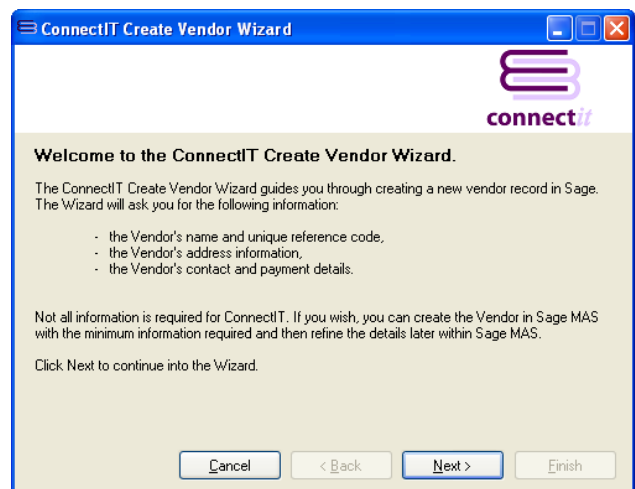 ConnectIT Create Vendor Wizard
connectit
Welcome to the ConnectIT Create Vendor Wizard.
The ConnectIT Create Vendor Wizard guides you through creating a new vendor record in Sage.
The Wizard will ask you for the following information:
- the Vendor's name and unique reference code,
- the Vendor's address information,
- the Vendor's contact and payment details.
Not all information is required for ConnectIT. If you wish, you can create the Vendor in Sage MAS
with the minimum information required and then refine the details later within Sage MAS.
Click Next to continue into the Wizard.
Cancel < Back Next > Finish